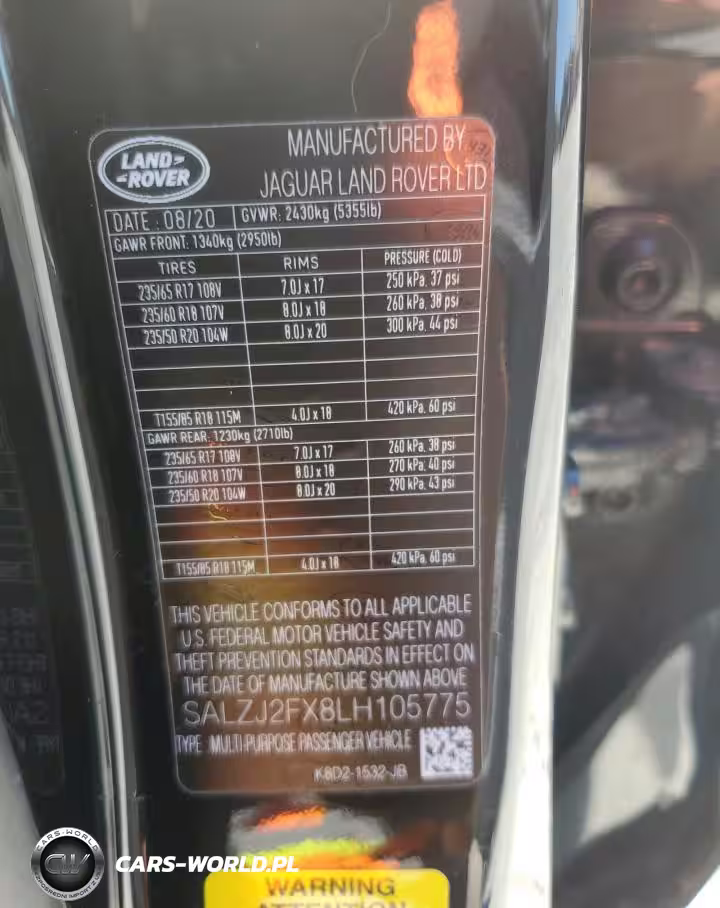 LAND-
-ROVER
MANUFACTURED BY
JAGUAR LAND ROVER LTD
DATE : 08/20 GVWR: 2430kg (5355lb)
GAWR FRONT: 1340kg (2950lb)
TIRES RIMS PRESSURE (COLD)
235/65 R17 108V 7.0J x 17 250 kPa, 37 psi
235/60 R18 107V 8.0J x 18 260 kPa, 38 psi
235/50 R20 104W 8.0J x 20 300 kPa, 44 psi
T155/85 R18 115M 4.0J x 18 420 kPa, 60 psi
GAWR REAR: 1230kg (2710lb)
235/65 R17 108V 7.0J x 17 260 kPa, 38 psi
235/60 R18 107V 8.0J x 18 270 kPa, 40 psi
235/50 R20 104W 8.0J x 20 290 kPa, 43 psi
T155/85 R18 115M 4.0J x 18 420 kPa, 60 psi
THIS VEHICLE CONFORMS TO ALL APPLICABLE
U.S. FEDERAL MOTOR VEHICLE SAFETY AND
THEFT PREVENTION STANDARDS IN EFFECT ON
THE DATE OF MANUFACTURE SHOWN ABOVE
SALZJ2FX8LH105775
TYPE : MULTI-PURPOSE PASSENGER VEHICLE
K8D2-1532-JB
CARS-WORLD
CW
CARS-WORLD.PL
WARNING
ATTENTION